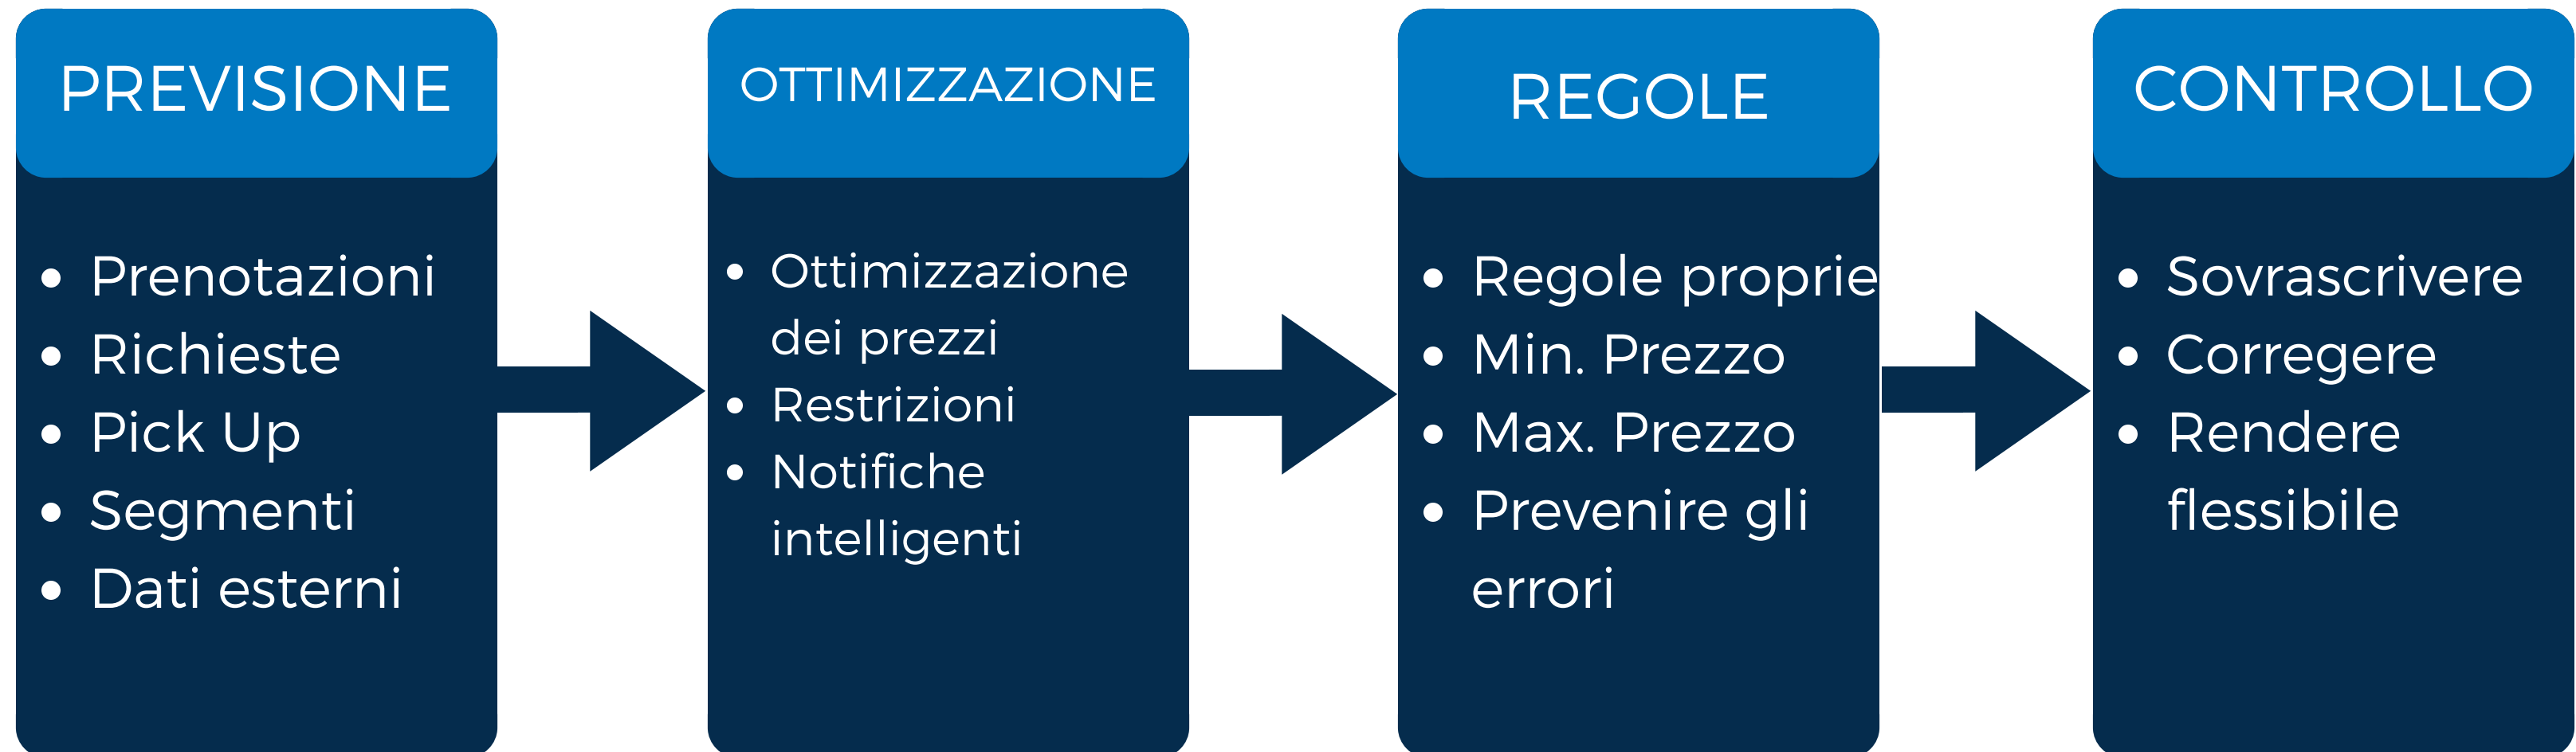 PREVISIONE
• Prenotazioni
• Richieste
• Pick Up
• Segmenti
• Dati esterni
OTTIMIZZAZIONE
• Ottimizzazione
dei prezzi
• Restrizioni
• Notifiche
intelligenti
REGOLE
• Regole proprie
• Min. Prezzo
• Max. Prezzo
• Prevenire gli
errori
CONTROLLO
• Sovrascrivere
• Corregere
• Rendere
flessibile